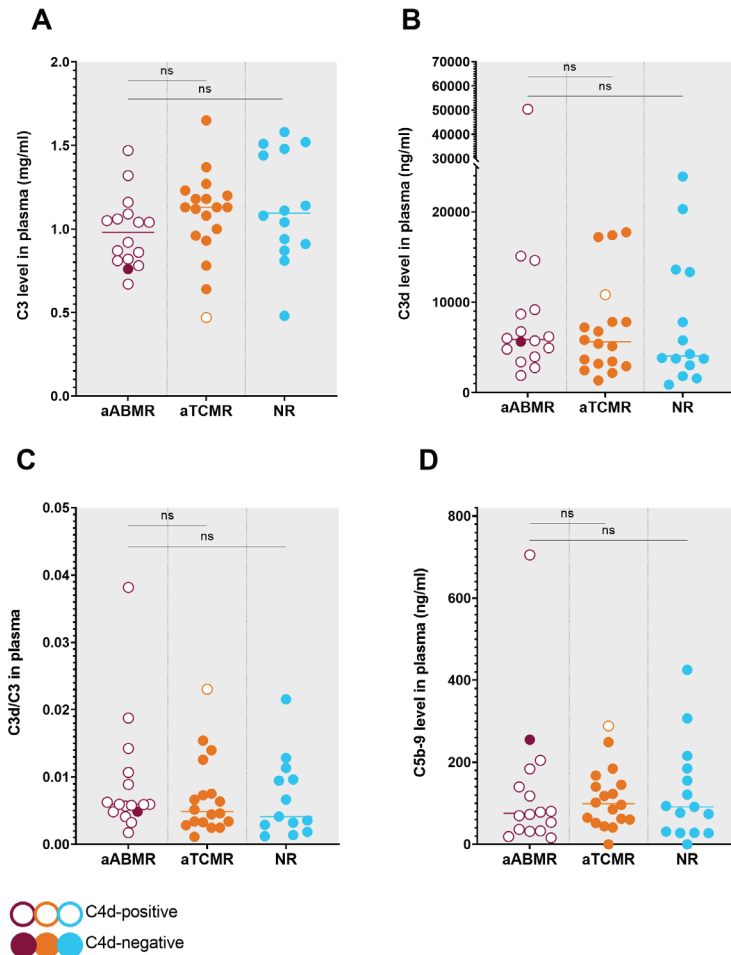 A
C3 level in plasma (mg/ml)
2.0
1.5
1.0
0.5
0.0
ns
ns
aABMR aTCMR NR
B
C3d level in plasma (ng/ml)
70000
60000
50000
40000
30000
20000
10000
0
ns
ns
aABMR aTCMR NR
C
C3d/C3 in plasma
0.05
0.04
0.03
0.02
0.01
0.00
ns
ns
aABMR aTCMR NR
D
C5b-9 level in plasma (ng/ml)
800
600
400
200
0
ns
ns
aABMR aTCMR NR
C4d-positive
C4d-negative